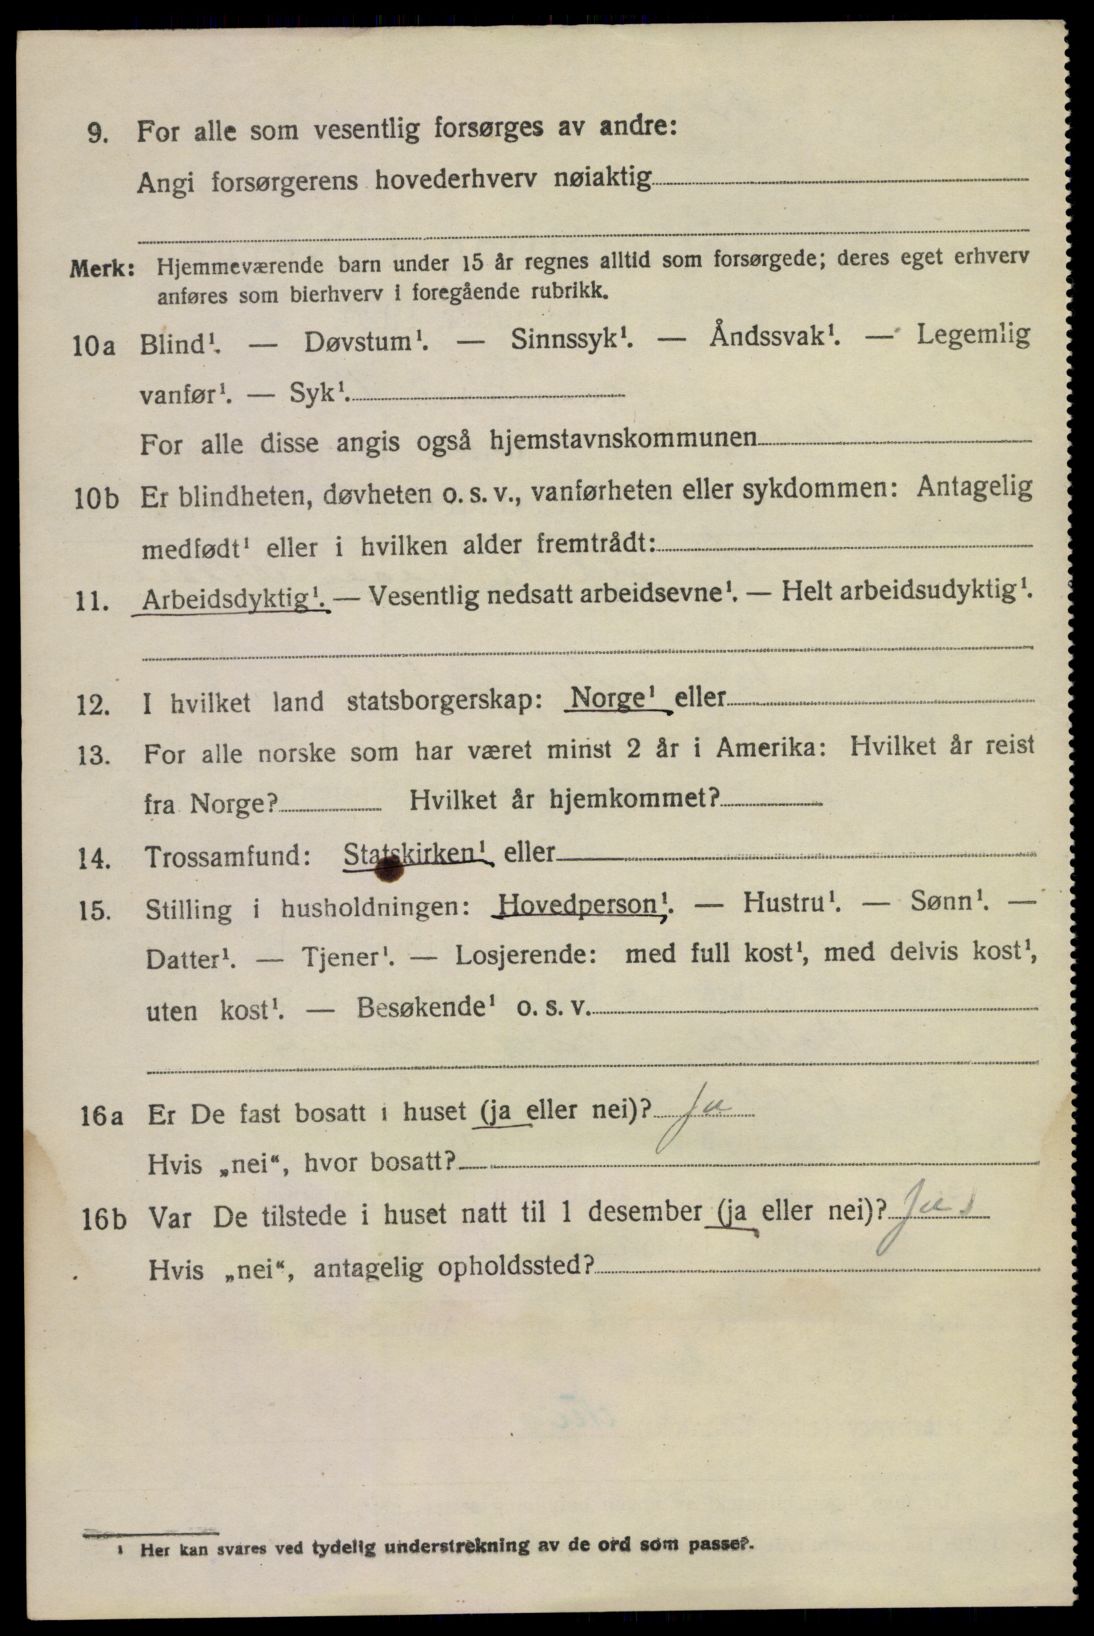 9. For alle som vesentlig forsørges av andre:
Angi forsørgerens hovederhverv nøiaktig
Merk: Hjemmeværende barn under 15 år regnes alltid som forsørgede; deres eget erhverv
anføres som bierhverv i foregående rubrikk.
10a Blind¹. — Døvstum¹. — Sinnssyk¹. — Åndssvak¹. — Legemlig
vanfør¹. — Syk¹.
For alle disse angis også hjemstavnskommunen
10b Er blindheten, døvheten o. s. v., vanførheten eller sykdommen: Antagelig
medfødt¹ eller i hvilken alder fremtrådt:
11. Arbeidsdyktig¹. — Vesentlig nedsatt arbeidsevne¹. — Helt arbeidsudyktig¹.
12. I hvilket land statsborgerskap: Norge¹ eller
13. For alle norske som har været minst 2 år i Amerika: Hvilket år reist
fra Norge? Hvilket år hjemkommet?
14. Trossamfund: Statskirken¹ eller
15. Stilling i husholdningen: Hovedperson¹. — Hustru¹. — Sønn¹. —
Datter¹. — Tjener¹. — Losjerende: med full kost¹, med delvis kost¹,
uten kost¹. — Besøkende¹ o. s. v.
16a Er De fast bosatt i huset (ja eller nei)? Ja
Hvis „nei“, hvor bosatt?
16b Var De tilstede i huset natt til 1 desember (ja eller nei)? Ja
Hvis „nei“, antagelig opholdssted?
¹ Her kan svares ved tydelig understrekning av de ord som passer.